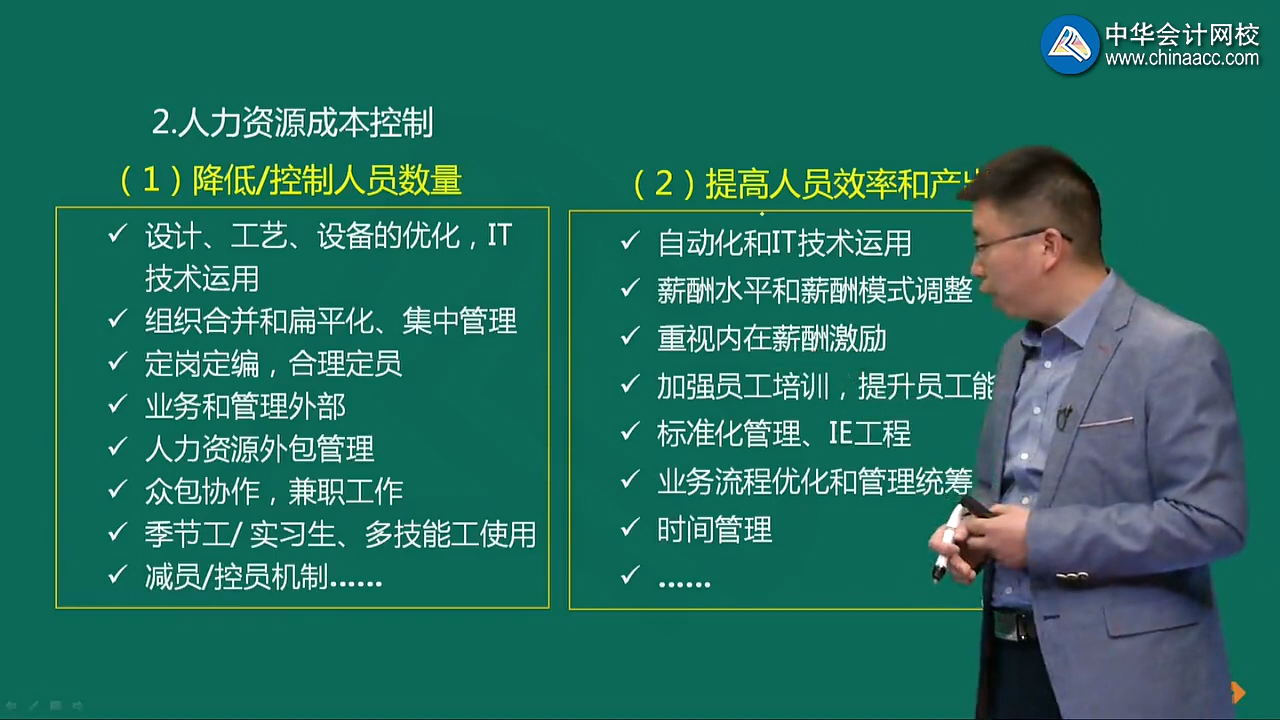 中华会计网校
www.chinaacc.com
2.人力资源成本控制
（1）降低/控制人员数量
设计、工艺、设备的优化，IT
技术运用
组织合并和扁平化、集中管理
定岗定编，合理定员
业务和管理外部
人力资源外包管理
众包协作，兼职工作
季节工/ 实习生、多技能工使用
减员/控员机制......
（2）提高人员效率和产
自动化和IT技术运用
薪酬水平和薪酬模式调整
重视内在薪酬激励
加强员工培训，提升员工能
标准化管理、IE工程
业务流程优化和管理统筹
时间管理
......